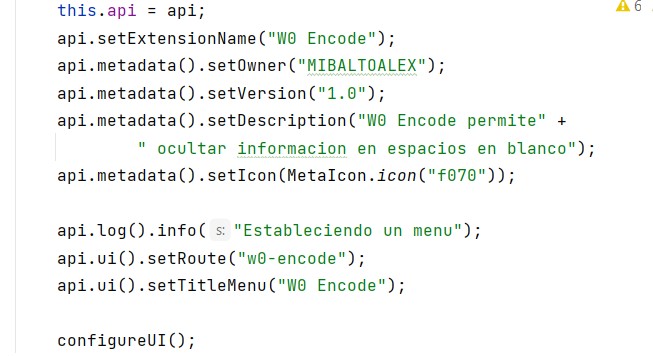 this.api = api;
api.setExtensionName("W0 Encode");
api.metadata().setOwner("MIBALTOALEX");
api.metadata().setVersion("1.0");
api.metadata().setDescription("W0 Encode permite" +
" ocultar informacion en espacios en blanco");
api.metadata().setIcon(MetaIcon.icon("f070"));
api.log().info( s: "Estableciendo un menu");
api.ui().setRoute("w0-encode");
api.ui().setTitleMenu("W0 Encode");
configureUI();
6